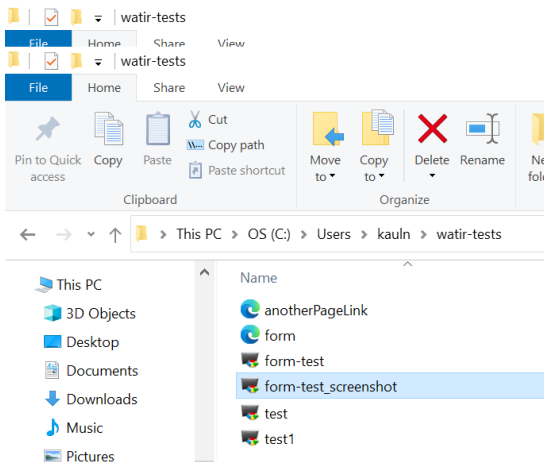 watir-tests
File Home Share View
watir-tests
File Home Share View
Pin to Quick access
Copy
Paste
Cut
Copy path
Paste shortcut
Move to
Copy to
Delete
Rename
Clipboard
Organize
This PC > OS (C:) > Users > kauln > watir-tests
This PC
3D Objects
Desktop
Documents
Downloads
Music
Pictures
Name
anotherPageLink
form
form-test
form-test_screenshot
test
test1